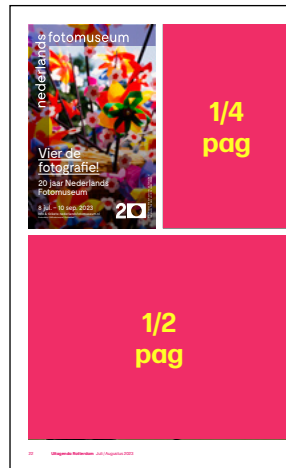 nederlands
fotomuseum
Vier de
fotografie!
20 jaar Nederlands
Fotomuseum
8 jul. – 10 sep. 2023
20
1/4
pag
1/2
pag
Uitagenda Rotterdam Juli / Augustus 2023